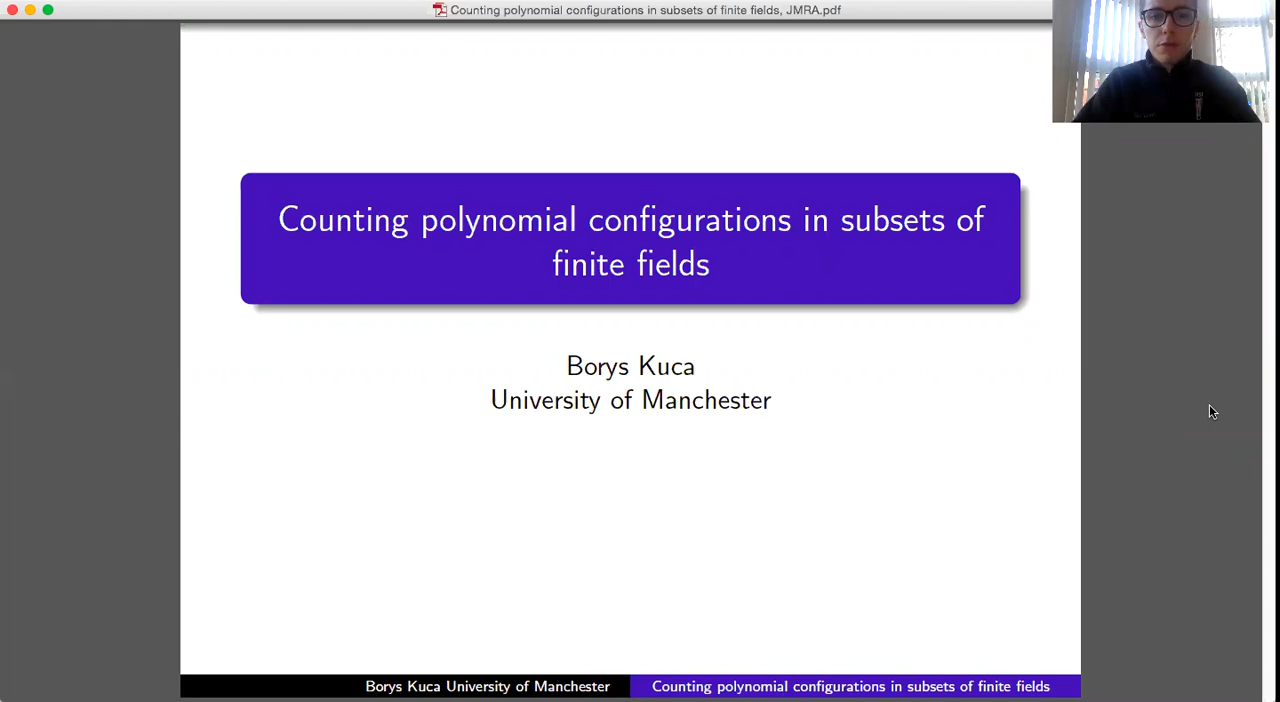 Counting polynomial configurations in subsets of finite fields, JMRA.pdf
Counting polynomial configurations in subsets of
finite fields
Borys Kuca
University of Manchester
Borys Kuca University of Manchester
Counting polynomial configurations in subsets of finite fields